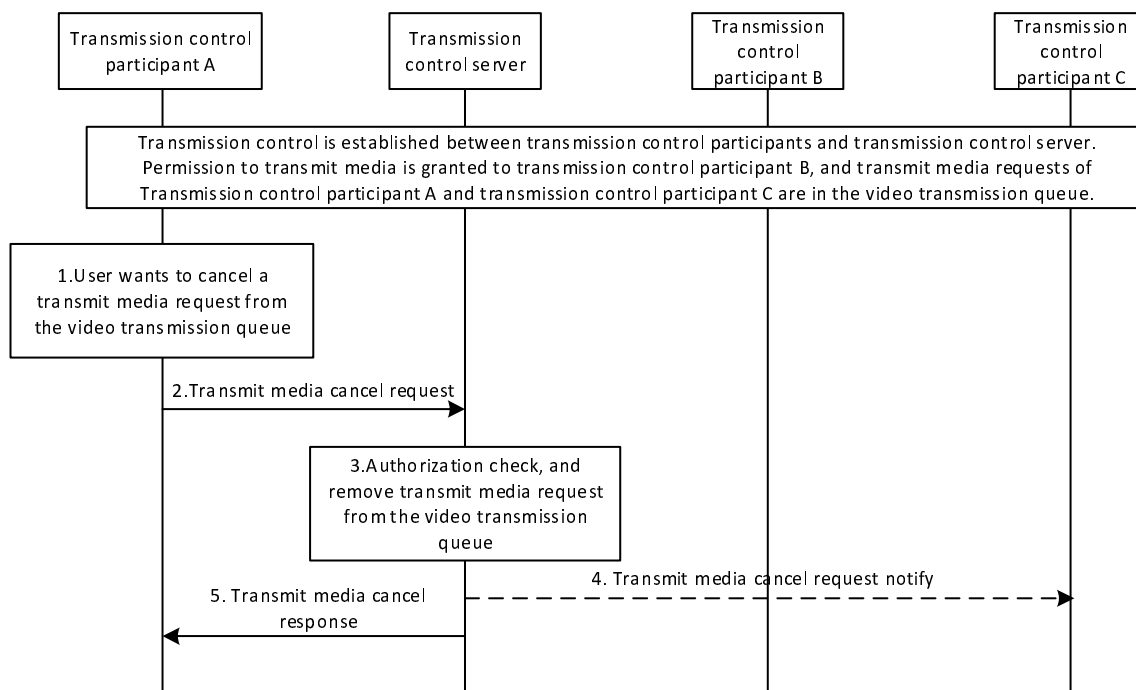 Transmission control
participant A
Transmission
control server
Transmission
control
participant B
Transmission
control
participant C
Transmission control is established between transmission control participants and transmission control server.
Permission to transmit media is granted to transmission control participant B, and transmit media requests of
Transmission control participant A and transmission control participant C are in the video transmission queue.
1.User wants to cancel a
transmit media request from
the video transmission queue
2.Transmit media cancel request
3.Authorization check, and
remove transmit media request
from the video transmission
queue
4. Transmit media cancel request notify
5. Transmit media cancel
response